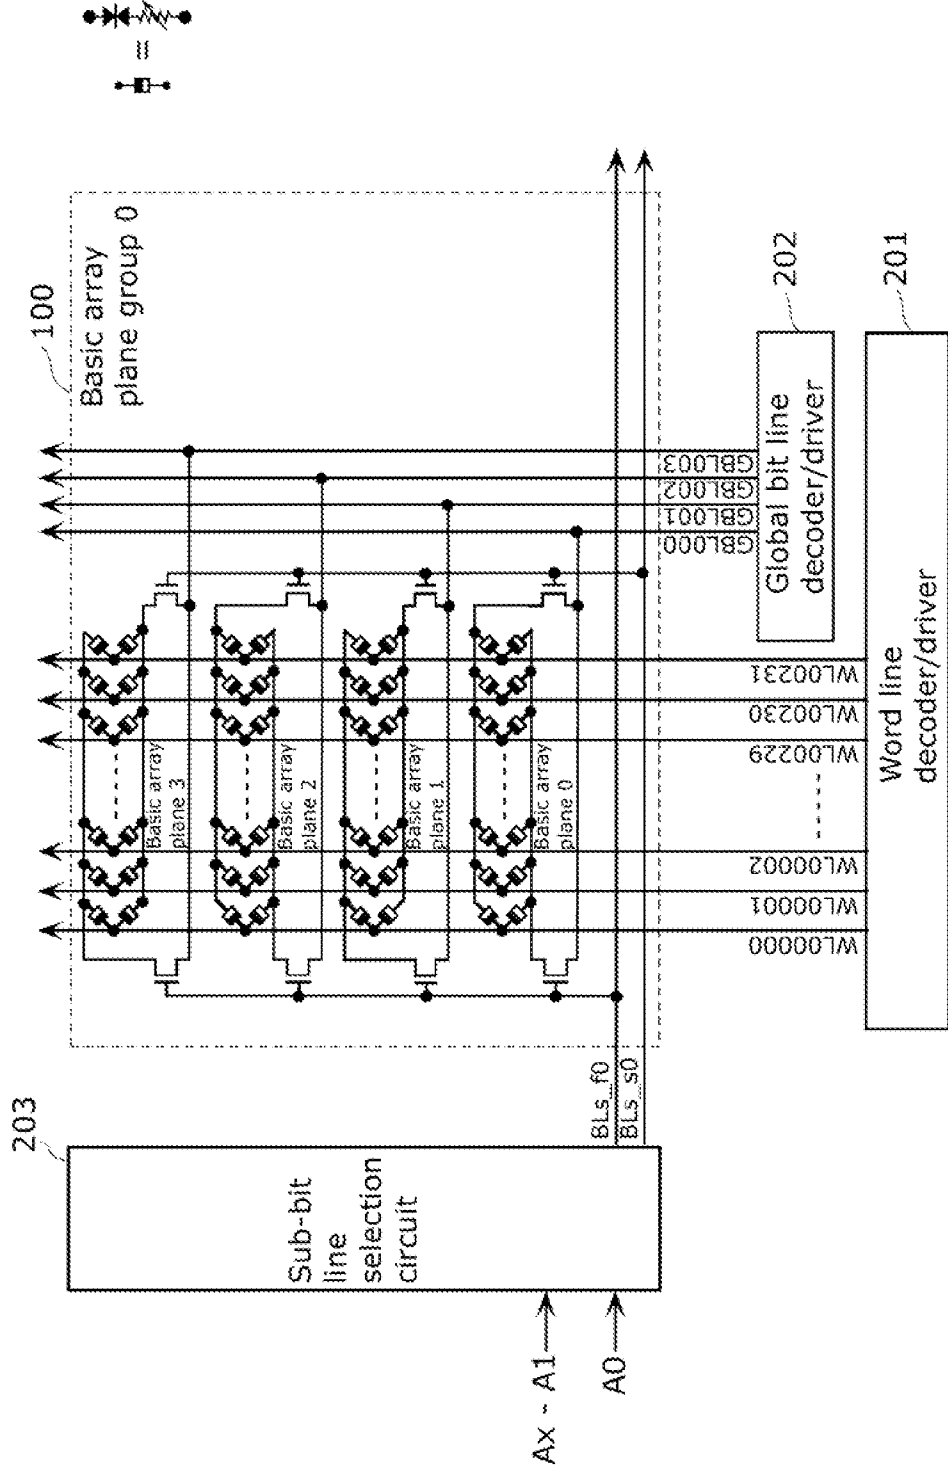 203
Sub-bit
line
selection
circuit
Ax - A1
A0
BLs_f0
BLs_s0
100
Basic array
plane group 0
Basic array
plane 3
Basic array
plane 2
Basic array
plane 1
Basic array
plane 0
WL00000
WL00001
WL00002
WL00229
WL00230
WL00231
GBL000
GBL001
GBL002
GBL003
202
Global bit line
decoder/driver
201
Word line
decoder/driver
=